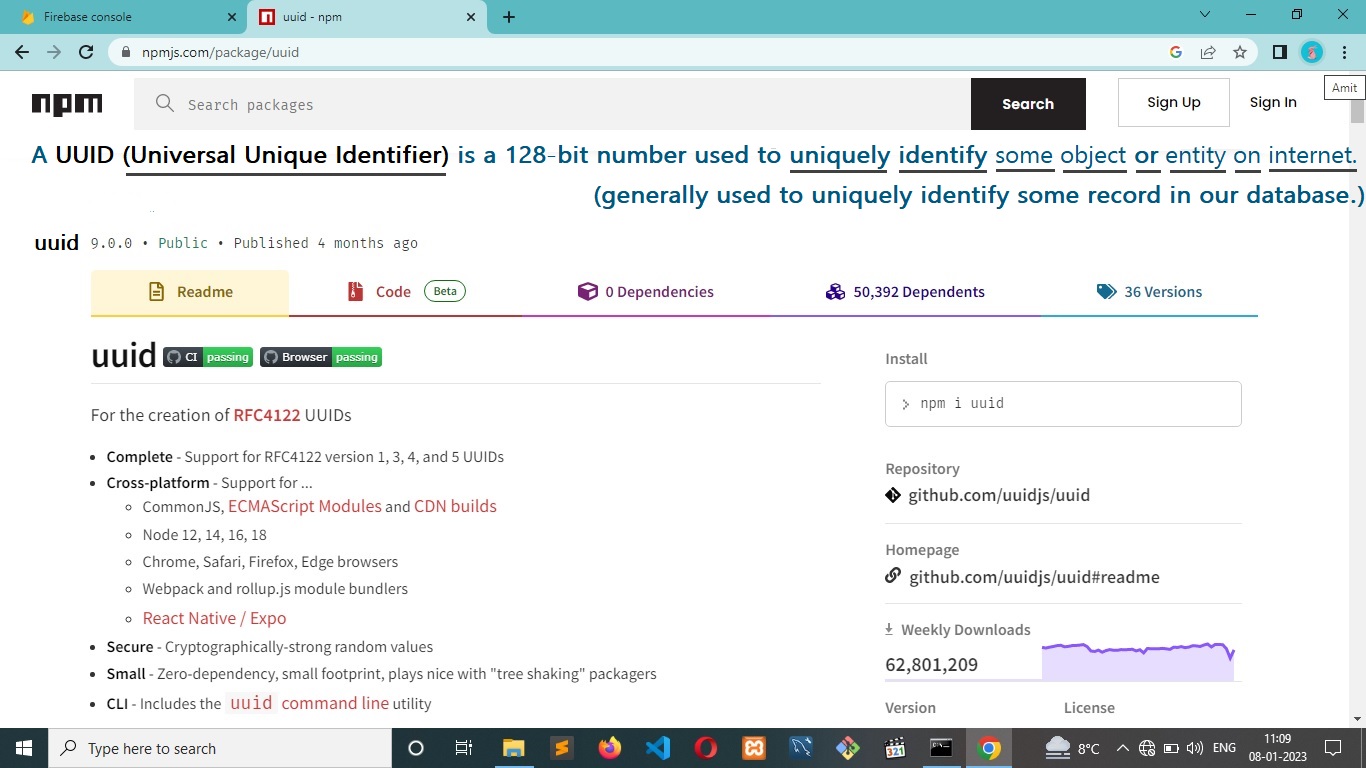 Firebase console
uuid - npm
npmjs.com/package/uuid
npm
Search packages
Search
Sign Up
Sign In
Amit
A UUID (Universal Unique Identifier) is a 128-bit number used to uniquely identify some object or entity on internet.
(generally used to uniquely identify some record in our database.)
uuid 9.0.0 • Public • Published 4 months ago
Readme
Code Beta
0 Dependencies
50,392 Dependents
36 Versions
uuid CI passing Browser passing
For the creation of RFC4122 UUIDs
• Complete - Support for RFC4122 version 1, 3, 4, and 5 UUIDs
• Cross-platform - Support for ...
◦ CommonJS, ECMAScript Modules and CDN builds
◦ Node 12, 14, 16, 18
◦ Chrome, Safari, Firefox, Edge browsers
◦ Webpack and rollup.js module bundlers
◦ React Native / Expo
• Secure - Cryptographically-strong random values
• Small - Zero-dependency, small footprint, plays nice with "tree shaking" packagers
• CLI - Includes the uuid command line utility
Install
> npm i uuid
Repository
github.com/uuidjs/uuid
Homepage
github.com/uuidjs/uuid#readme
Weekly Downloads
62,801,209
Version
License
Type here to search
321
8°C
ENG
11:09
08-01-2023